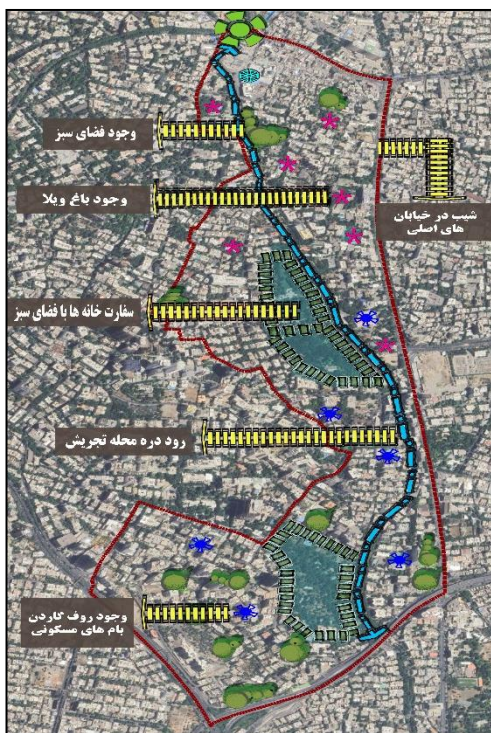 وجود فضای سبز
وجود باغ ویلا
شیب در خیابان
های اصلی
سفارت خانه ها با فضای سبز
رود دره محله تجریش
وجود روف گاردن
بام های مسکونی